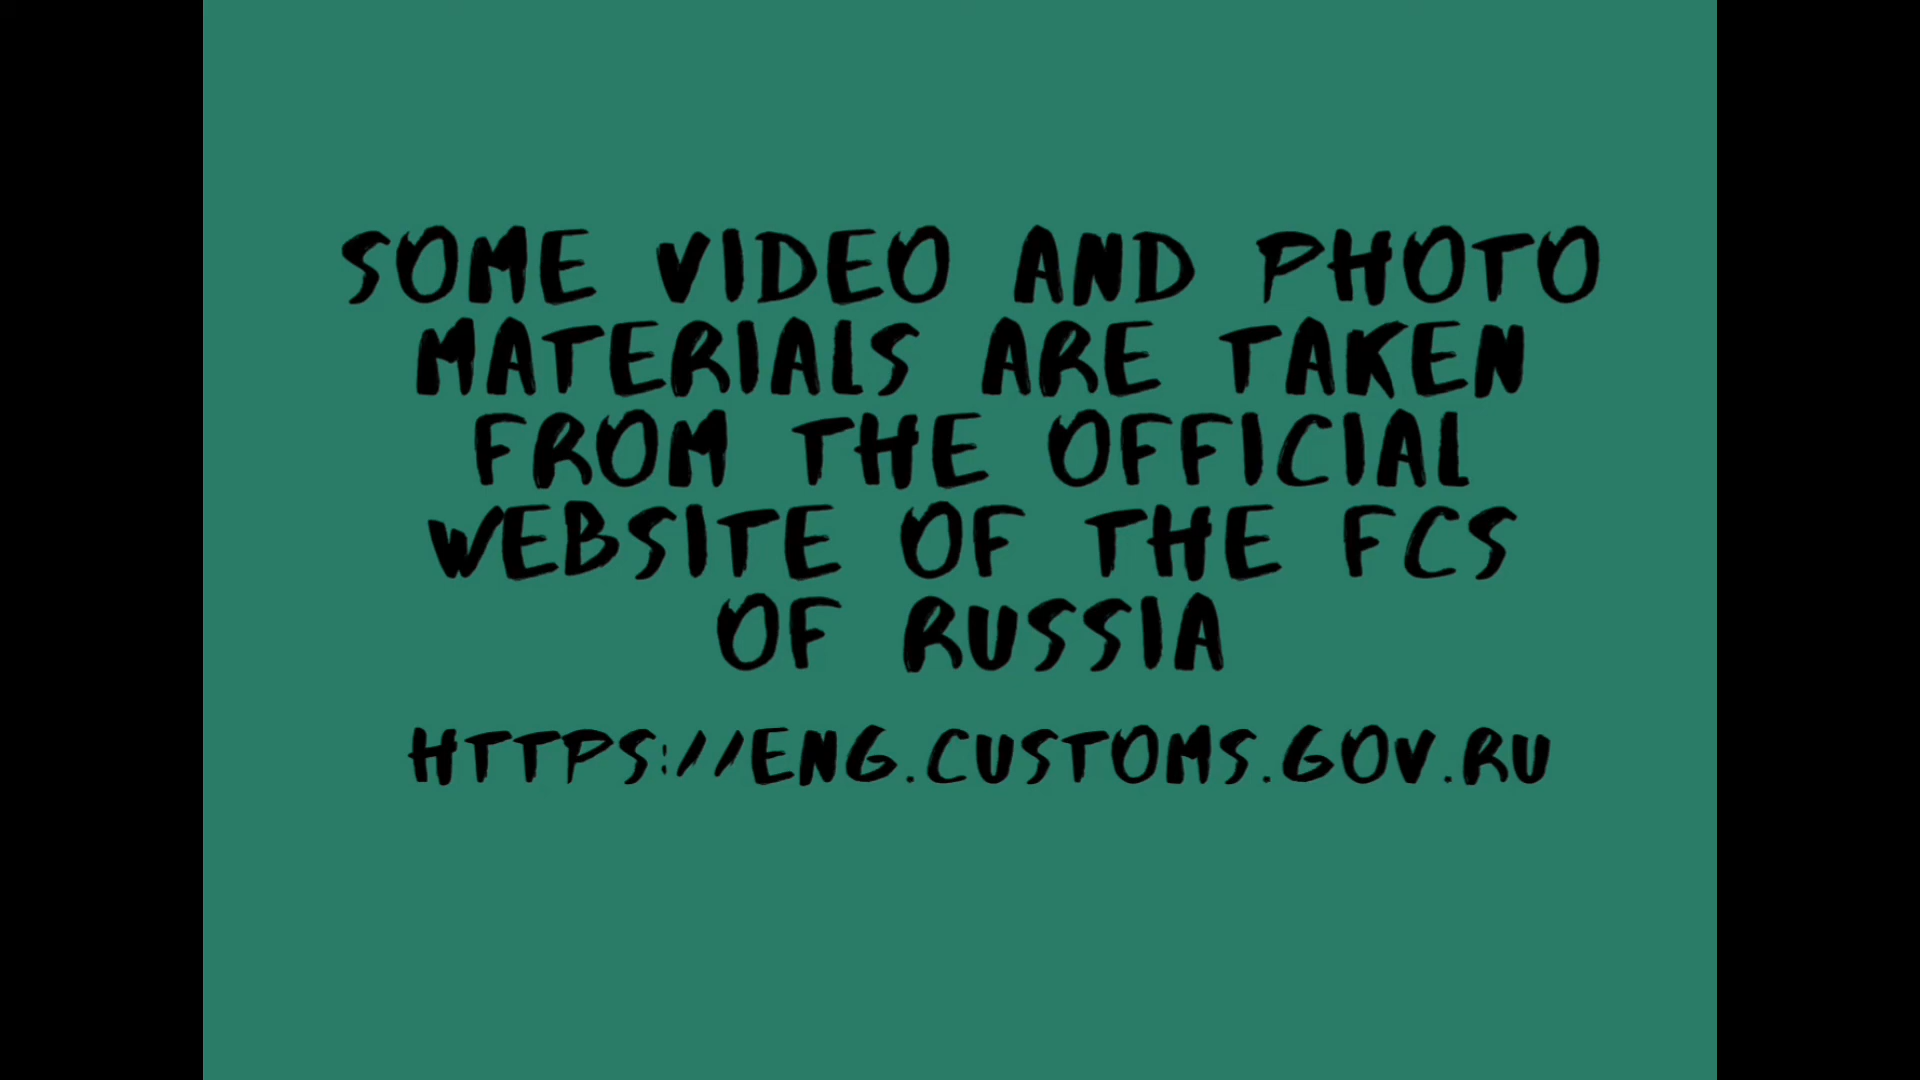 SOME VIDEO AND PHOTO
MATERIALS ARE TAKEN
FROM THE OFFICIAL
WEBSITE OF THE FCS
OF RUSSIA
HTTPS://ENG.CUSTOMS.GOV.RU